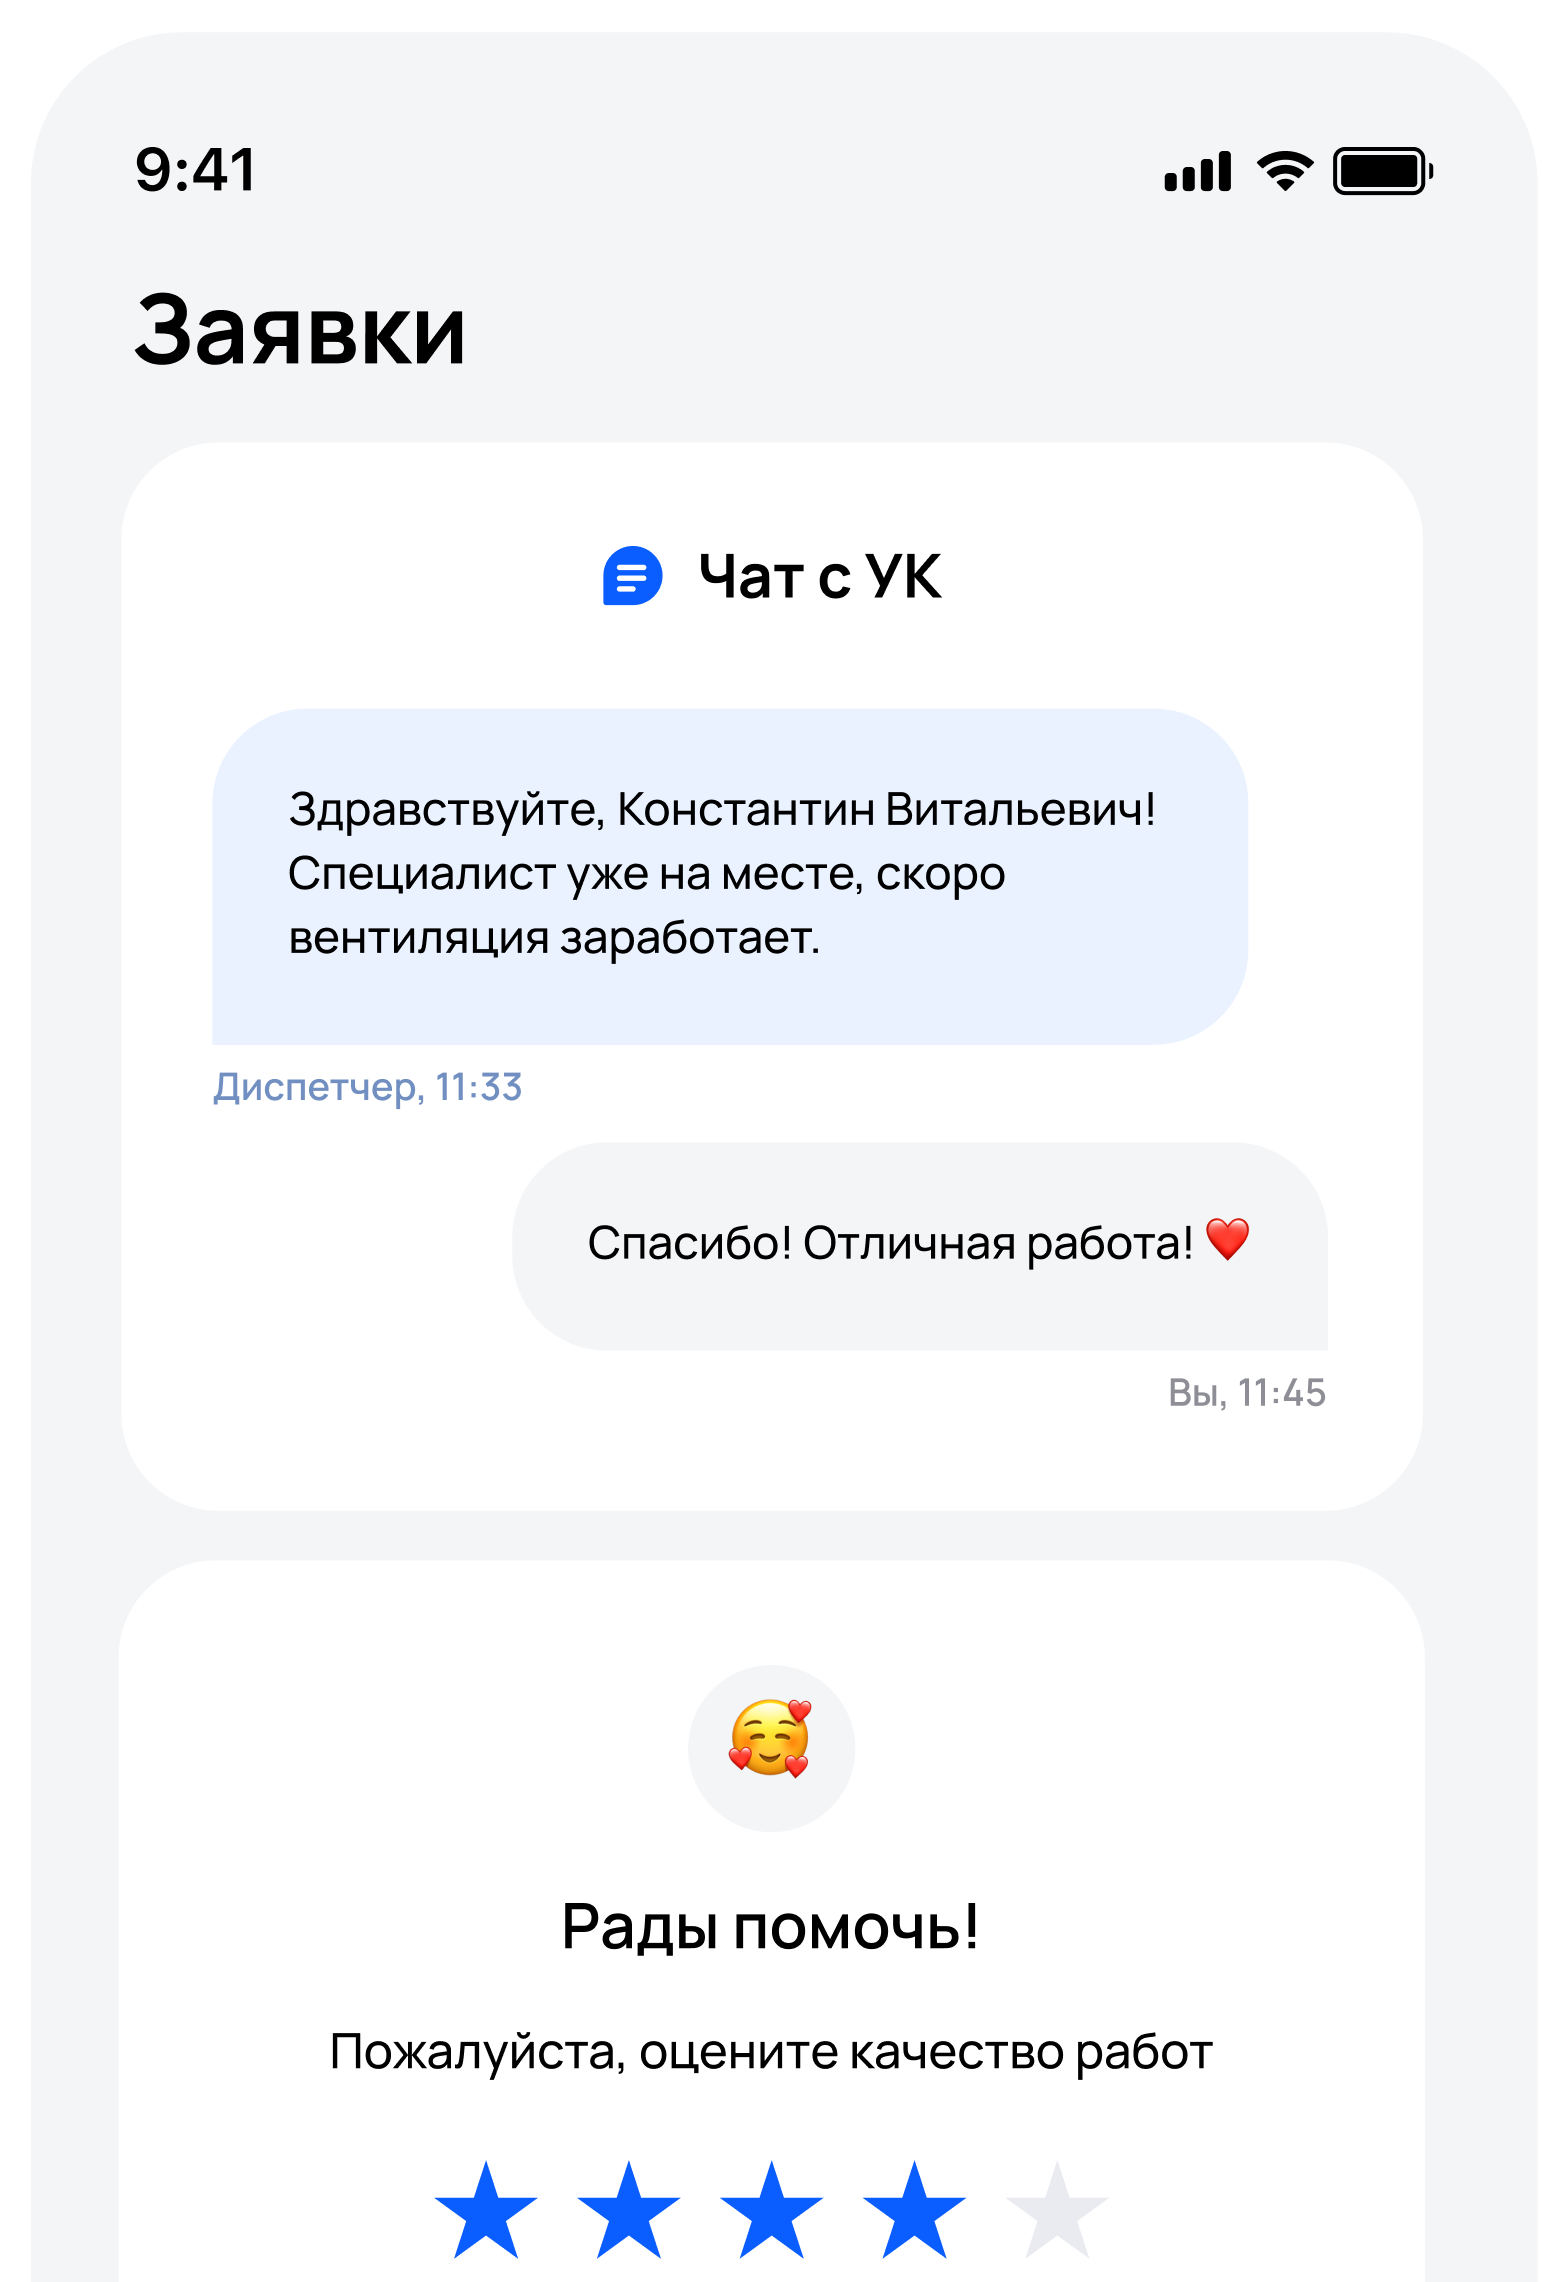 9:41
Заявки
Чат с УК
Здравствуйте, Константин Витальевич!
Специалист уже на месте, скоро
вентиляция заработает.
Диспетчер, 11:33
Спасибо! Отличная работа! ❤️
Вы, 11:45
Рады помочь!
Пожалуйста, оцените качество работ